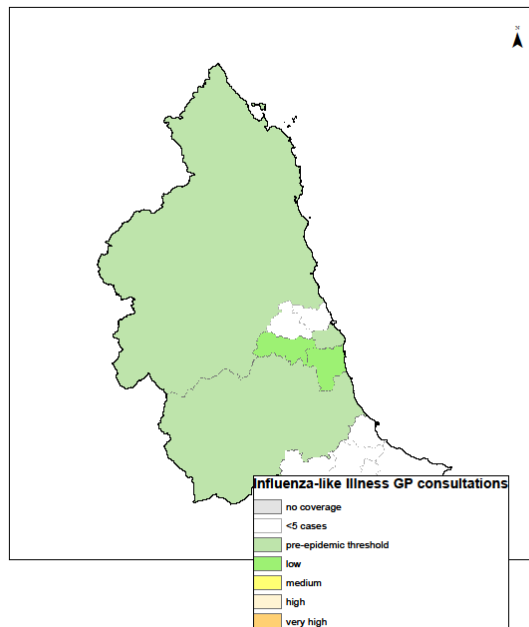 Influenza-like Illness GP consultations
no coverage
<5 cases
pre-epidemic threshold
low
medium
high
very high